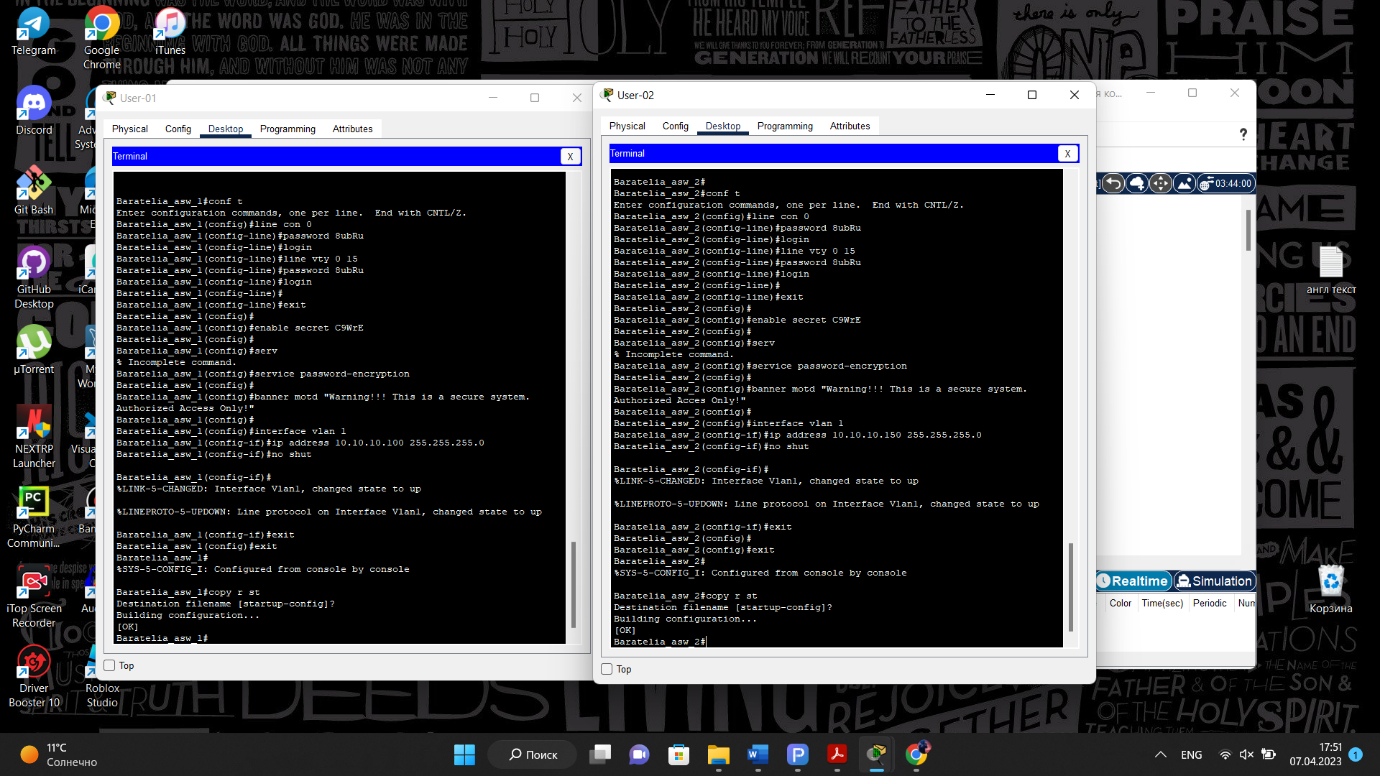 Telegram
Google
Chrome
iTunes
Discord
Git Bash
GitHub
Desktop
µTorrent
NEXTRP
Launcher
PyCharm
Communi...
iTop Screen
Recorder
Driver
Booster 10
Roblox
Studio
User-01
Physical Config Desktop Programming Attributes
Terminal
X
Baratelia_asw_1#conf t
Enter configuration commands, one per line. End with CNTL/Z.
Baratelia_asw_1(config)#line con 0
Baratelia_asw_1(config-line)#password 8ubRu
Baratelia_asw_1(config-line)#login
Baratelia_asw_1(config-line)#line vty 0 15
Baratelia_asw_1(config-line)#password 8ubRu
Baratelia_asw_1(config-line)#login
Baratelia_asw_1(config-line)#
Baratelia_asw_1(config-line)#exit
Baratelia_asw_1(config)#
Baratelia_asw_1(config)#enable secret C9WrE
Baratelia_asw_1(config)#
Baratelia_asw_1(config)#serv
% Incomplete command.
Baratelia_asw_1(config)#service password-encryption
Baratelia_asw_1(config)#
Baratelia_asw_1(config)#banner motd "Warning!!! This is a secure system.
Authorized Access Only!"
Baratelia_asw_1(config)#
Baratelia_asw_1(config)#interface vlan 1
Baratelia_asw_1(config-if)#ip address 10.10.10.100 255.255.255.0
Baratelia_asw_1(config-if)#no shut
Baratelia_asw_1(config-if)#
%LINK-5-CHANGED: Interface Vlan1, changed state to up
%LINEPROTO-5-UPDOWN: Line protocol on Interface Vlan1, changed state to up
Baratelia_asw_1(config-if)#exit
Baratelia_asw_1(config)#exit
Baratelia_asw_1#
%SYS-5-CONFIG_I: Configured from console by console
Baratelia_asw_1#copy r st
Destination filename [startup-config]?
Building configuration...
[OK]
Baratelia_asw_1#
Top
User-02
Physical Config Desktop Programming Attributes
Terminal
X
Baratelia_asw_2#
Baratelia_asw_2#conf t
Enter configuration commands, one per line. End with CNTL/Z.
Baratelia_asw_2(config)#line con 0
Baratelia_asw_2(config-line)#password 8ubRu
Baratelia_asw_2(config-line)#login
Baratelia_asw_2(config-line)#line vty 0 15
Baratelia_asw_2(config-line)#password 8ubRu
Baratelia_asw_2(config-line)#login
Baratelia_asw_2(config-line)#
Baratelia_asw_2(config-line)#exit
Baratelia_asw_2(config)#
Baratelia_asw_2(config)#enable secret C9WrE
Baratelia_asw_2(config)#
Baratelia_asw_2(config)#serv
% Incomplete command.
Baratelia_asw_2(config)#service password-encryption
Baratelia_asw_2(config)#
Baratelia_asw_2(config)#banner motd "Warning!!! This is a secure system.
Authorized Acces Only!"
Baratelia_asw_2(config)#
Baratelia_asw_2(config)#interface vlan 1
Baratelia_asw_2(config-if)#ip address 10.10.10.150 255.255.255.0
Baratelia_asw_2(config-if)#no shut
Baratelia_asw_2(config-if)#
%LINK-5-CHANGED: Interface Vlan1, changed state to up
%LINEPROTO-5-UPDOWN: Line protocol on Interface Vlan1, changed state to up
Baratelia_asw_2(config-if)#exit
Baratelia_asw_2(config)#
Baratelia_asw_2(config)#exit
Baratelia_asw_2#
%SYS-5-CONFIG_I: Configured from console by console
Baratelia_asw_2#copy r st
Destination filename [startup-config]?
Building configuration...
[OK]
Baratelia_asw_2#
Top
?
03:44:00
Realtime Simulation
Color Time(sec) Periodic Num
англ текст
Корзина
11°C
Солнечно
Поиск
ENG
17:51
07.04.2023
1